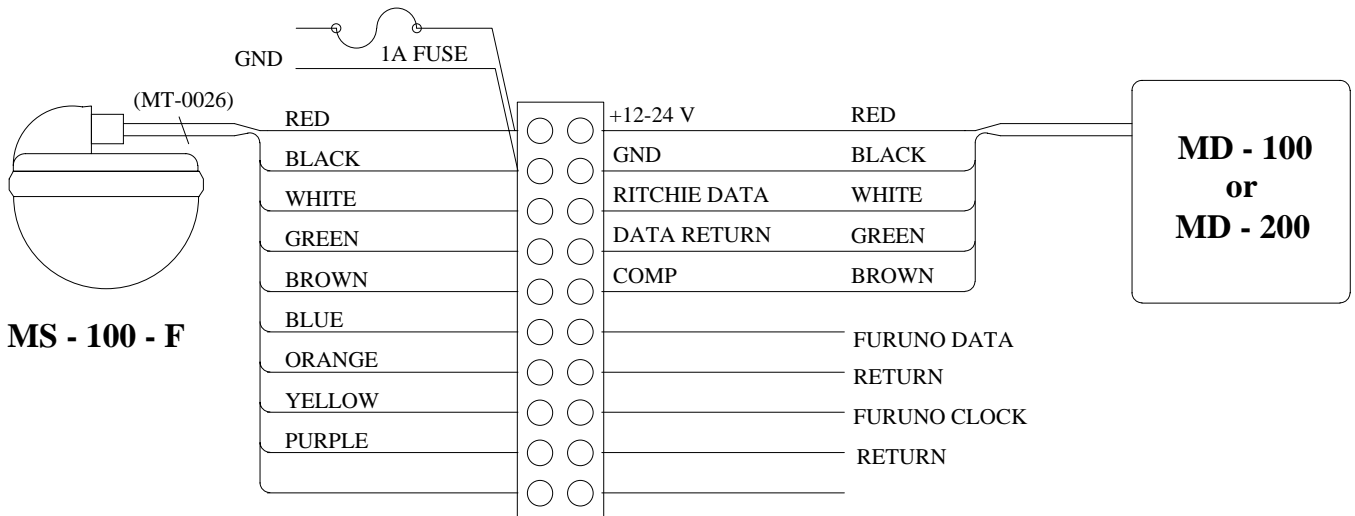 GND 1A FUSE
(MT-0026)
RED +12-24 V RED
BLACK GND BLACK
WHITE RITCHIE DATA WHITE
GREEN DATA RETURN GREEN
BROWN COMP BROWN
BLUE FURUNO DATA
ORANGE RETURN
YELLOW FURUNO CLOCK
PURPLE RETURN
MS - 100 - F
MD - 100
or
MD - 200